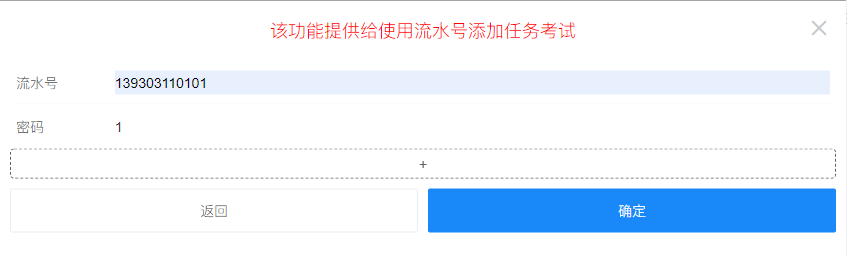 该功能提供给使用流水号添加任务考试
流水号 139303110101
密码 1
+
返回 确定